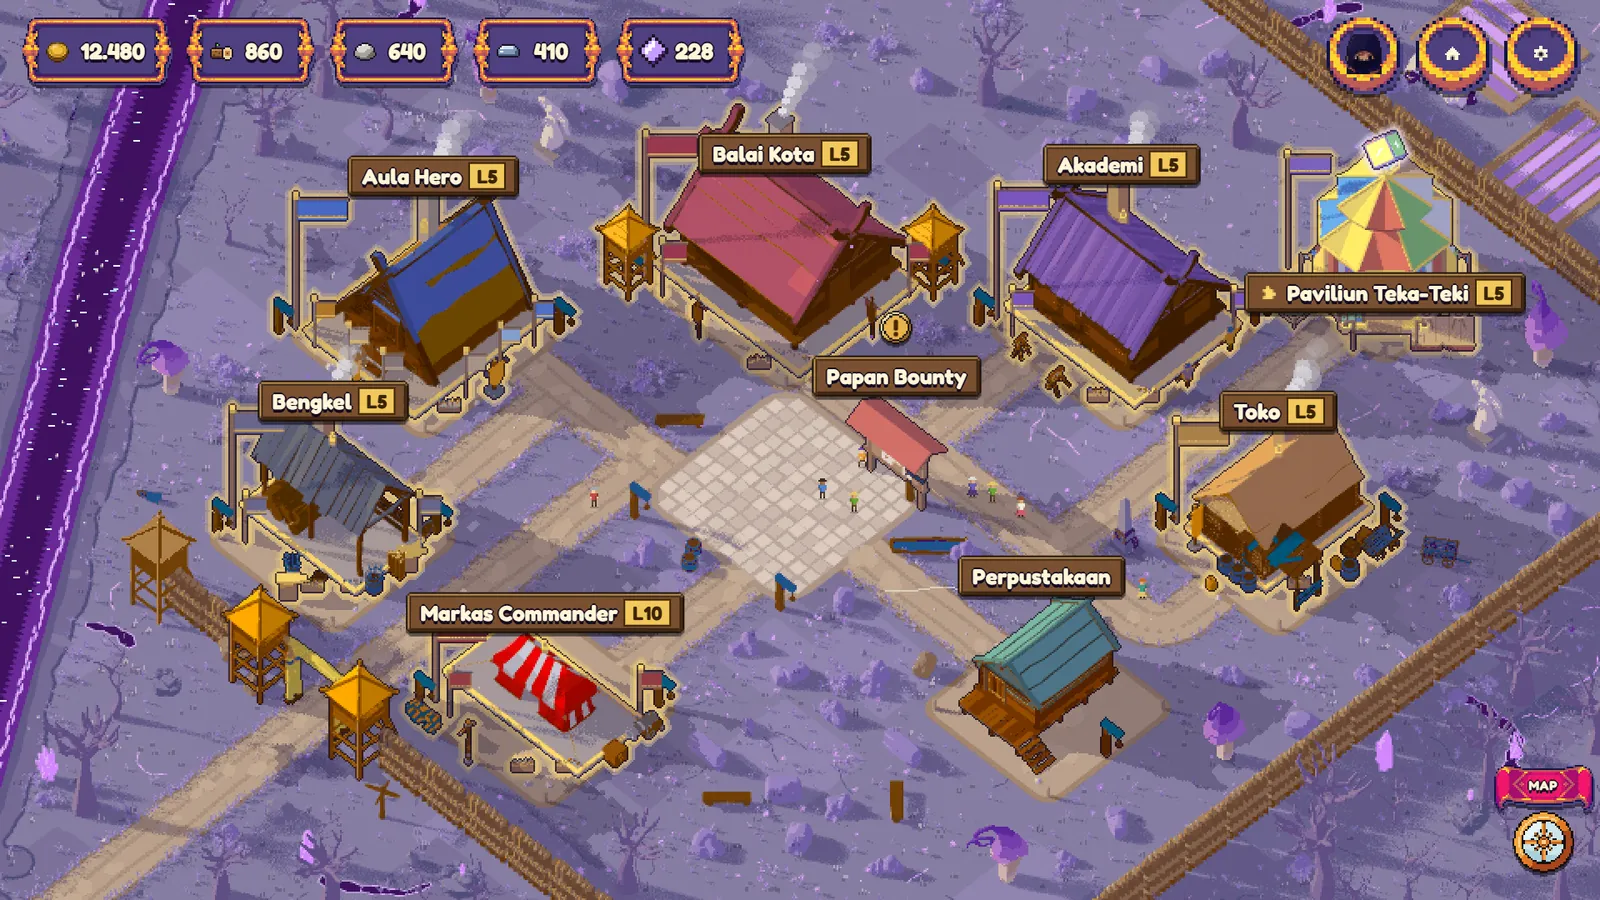 12.480
860
640
410
228
Balai Kota L5
Aula Hero L5
Akademi L5
Paviliun Teka-Teki L5
Papan Bounty
Bengkel L5
Toko L5
Perpustakaan
Markas Commander L10
MAP